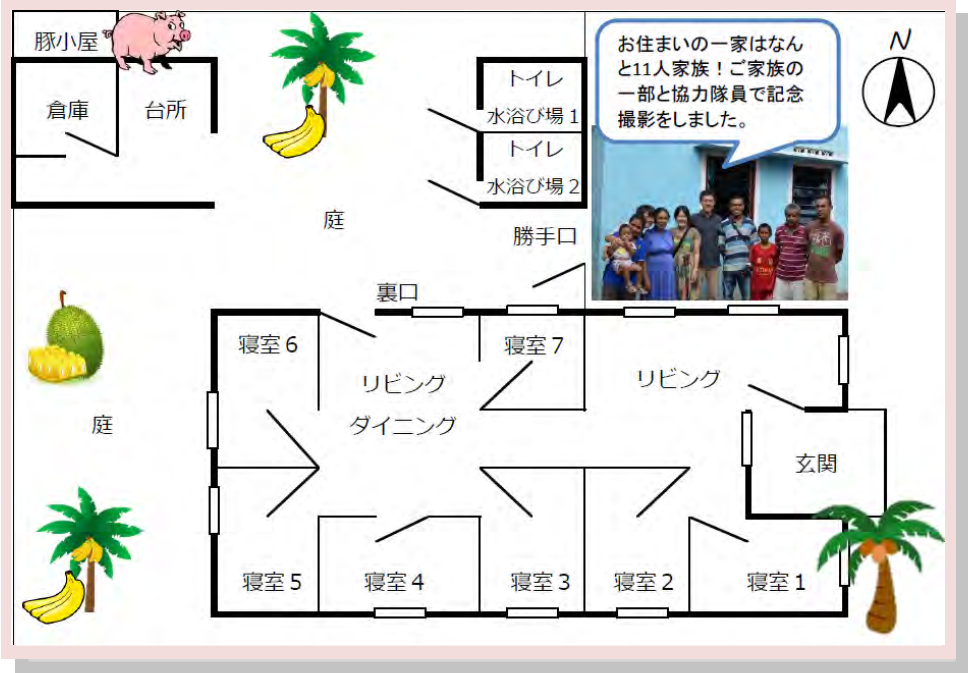 豚小屋
倉庫
台所
トイレ
水浴び場1
トイレ
水浴び場2
お住まいの一家はなん
と11人家族！ご家族の
一部と協力隊員で記念
撮影をしました。
N
庭
勝手口
裏口
寝室6
リビング
ダイニング
寝室7
リビング
庭
玄関
寝室5
寝室4
寝室3
寝室2
寝室1